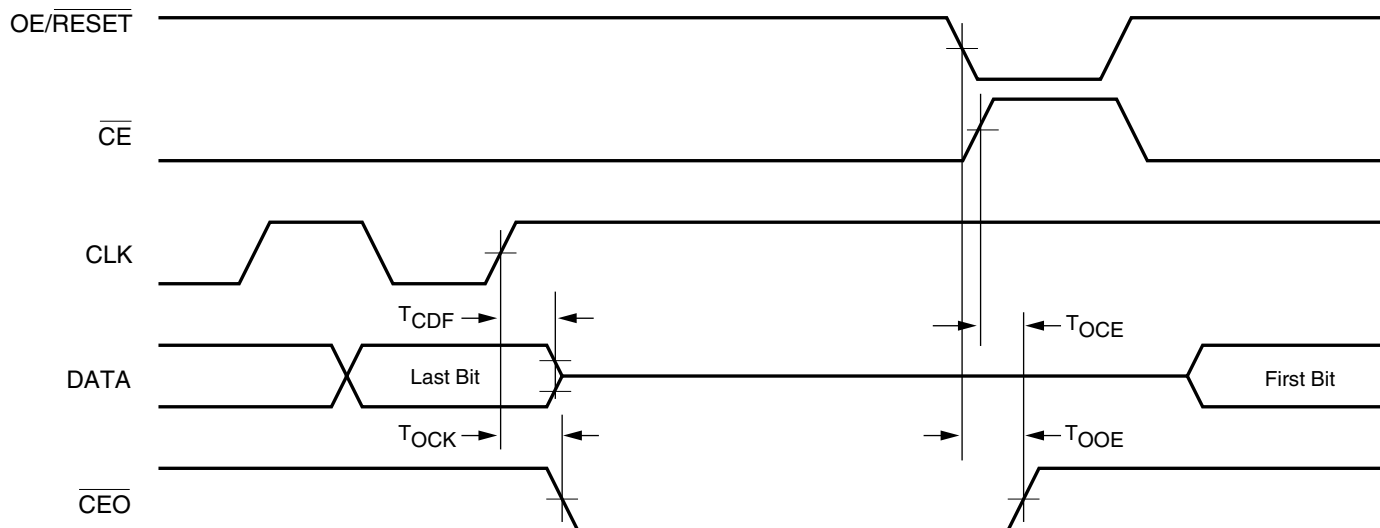 OE/RESET
CE
CLK
TCDF
TOCE
DATA
Last Bit
First Bit
TOCK
TOOE
CEO